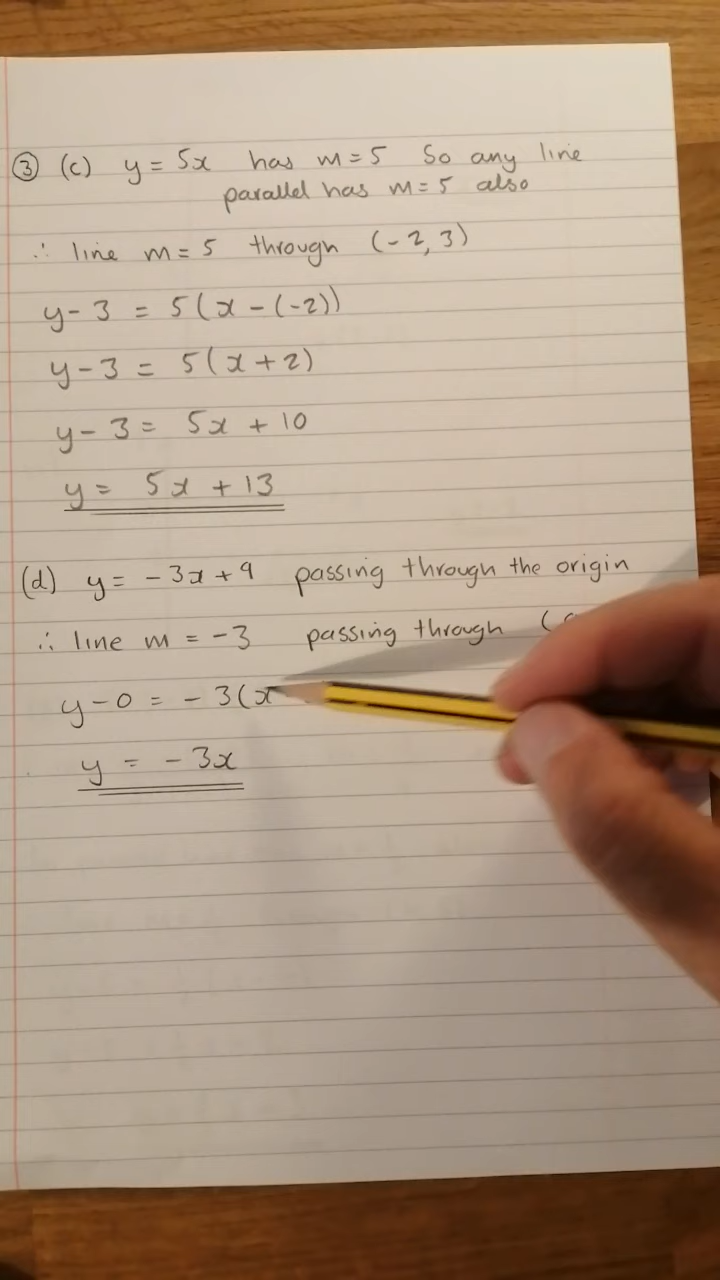 ③ (c) y = 5x has m = 5 So any line
parallel has m = 5 also
∴ line m = 5 through (-2, 3)
y - 3 = 5(x - (-2))
y - 3 = 5(x + 2)
y - 3 = 5x + 10
y = 5x + 13
(d) y = -3x + 9 passing through the origin
∴ line m = -3 passing through (
y - 0 = -3(x
y = -3x